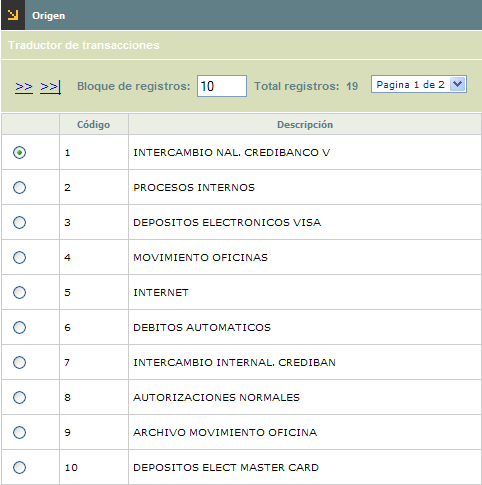 Origen
Traductor de transacciones
>> >>| Bloque de registros: 10 Total registros: 19 Pagina 1 de 2
Código Descripción
1 INTERCAMBIO NAL. CREDIBANCO V
2 PROCESOS INTERNOS
3 DEPOSITOS ELECTRONICOS VISA
4 MOVIMIENTO OFICINAS
5 INTERNET
6 DEBITOS AUTOMATICOS
7 INTERCAMBIO INTERNAL. CREDIBAN
8 AUTORIZACIONES NORMALES
9 ARCHIVO MOVIMIENTO OFICINA
10 DEPOSITOS ELECT MASTER CARD